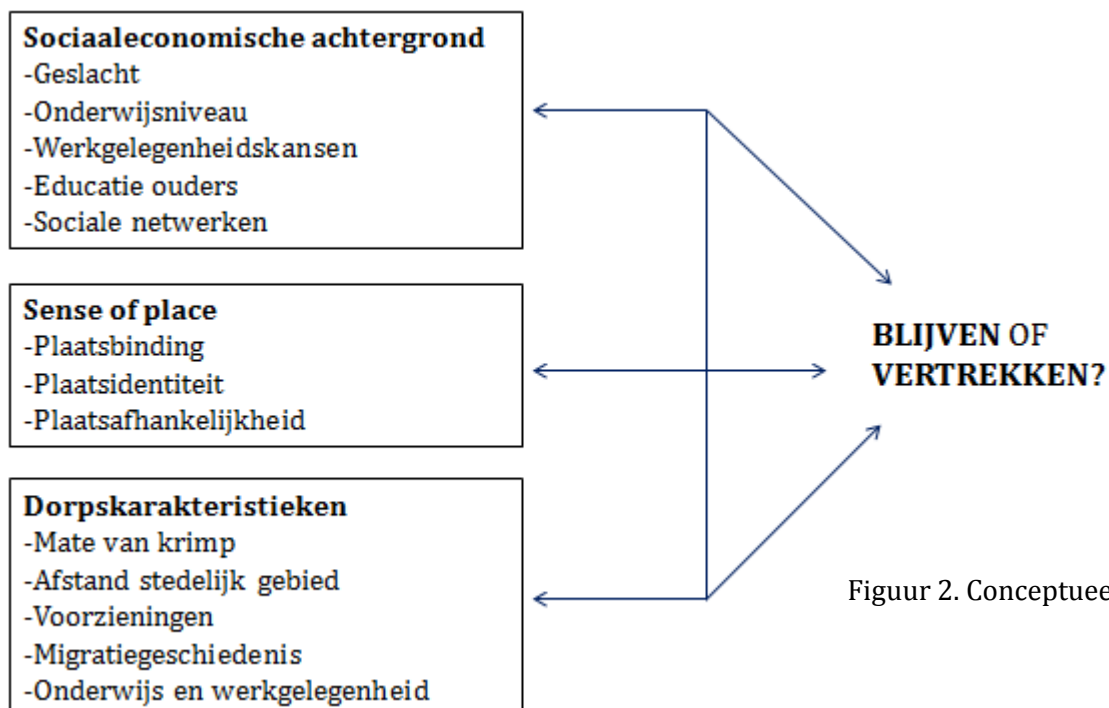 Sociaaleconomische achtergrond
-Geslacht
-Onderwijsniveau
-Werkgelegenheidskansen
-Educatie ouders
-Sociale netwerken
Sense of place
-Plaatsbinding
-Plaatsidentiteit
-Plaatsafhankelijkheid
Dorpskarakteristieken
-Mate van krimp
-Afstand stedelijk gebied
-Voorzieningen
-Migratiegeschiedenis
-Onderwijs en werkgelegenheid
BLIJVEN OF
VERTREKKEN?
Figuur 2. Conceptuee